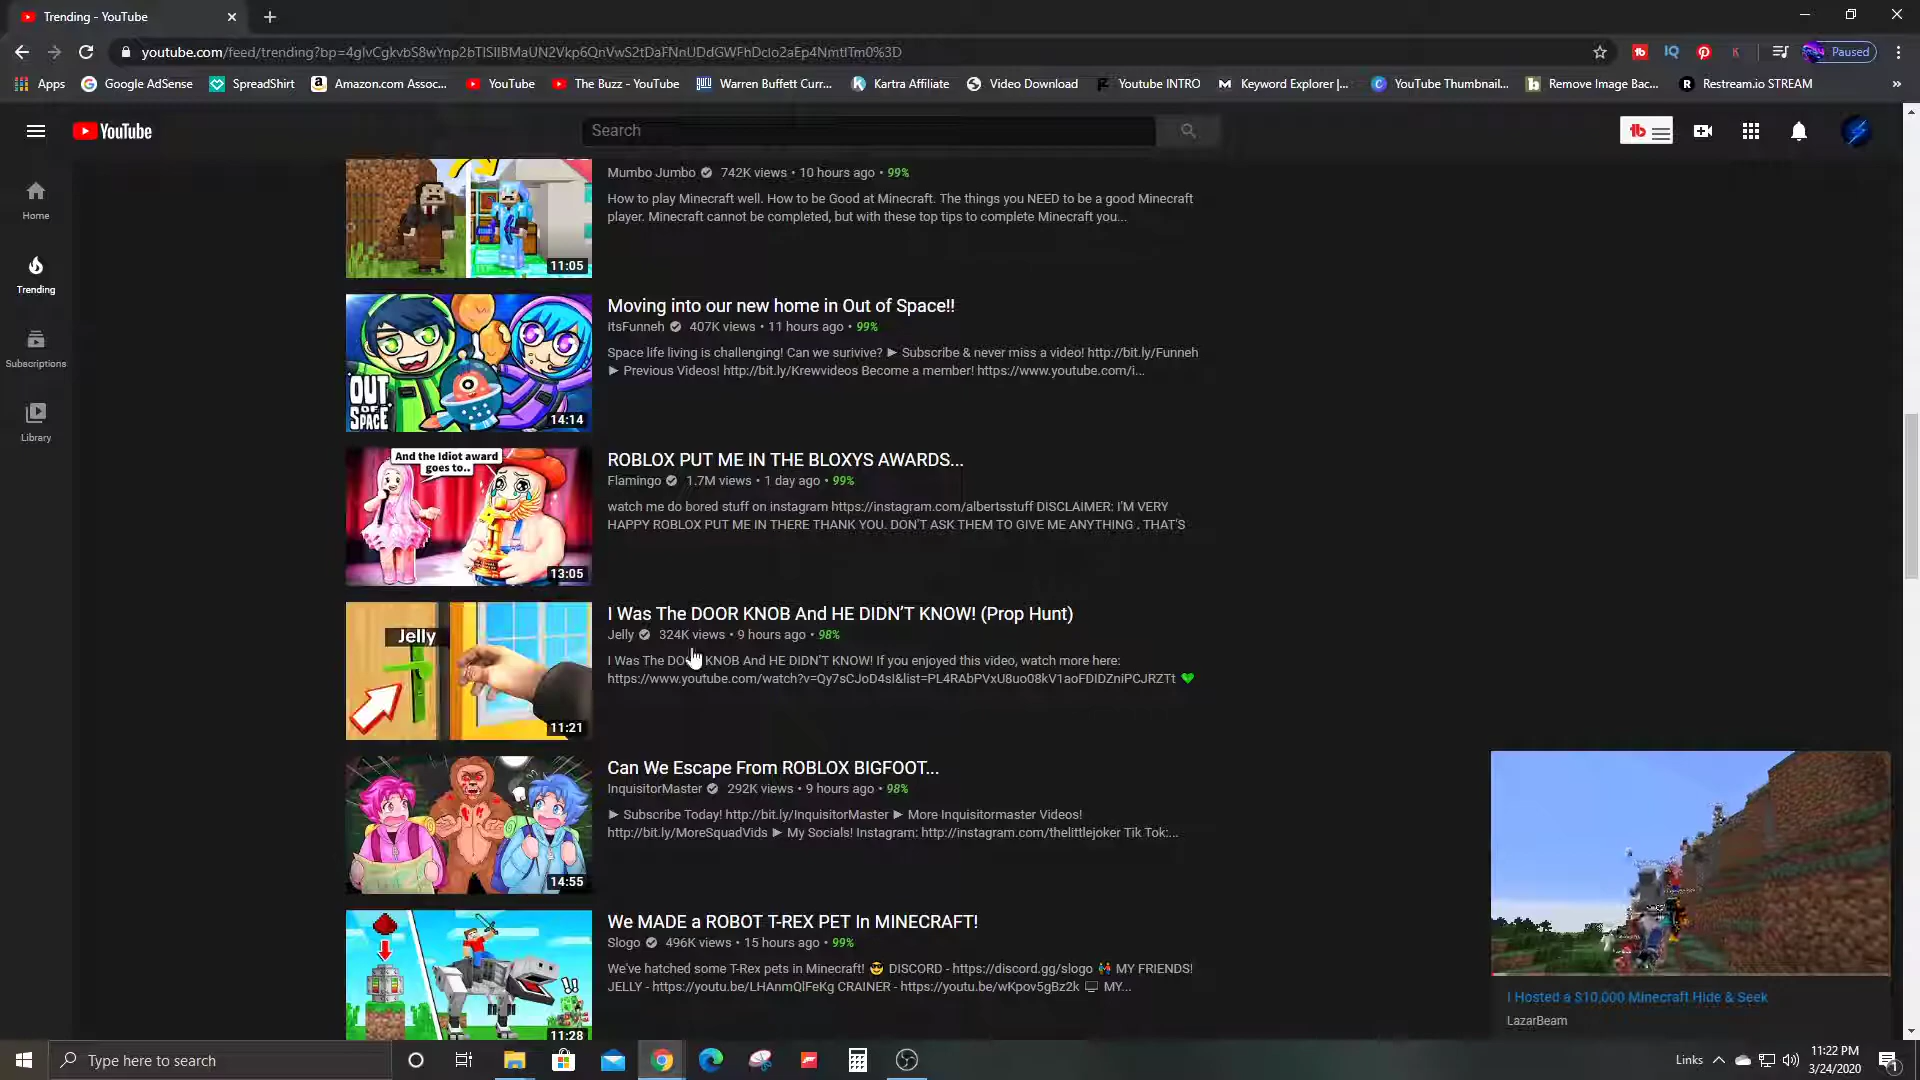 Trending - YouTube
youtube.com/feed/trending?bp=
Paused
Apps
Google AdSense
SpreadShirt
Amazon.com Assoc...
YouTube
The Buzz - YouTube
Warren Buffett Curr...
Kartra Affiliate
Video Download
Youtube INTRO
Keyword Explorer |...
YouTube Thumbnail...
Remove Image Bac...
Restream.io STREAM
YouTube
Search
Home
Trending
Subscriptions
Library
Mumbo Jumbo 742K views • 10 hours ago • 99%
How to play Minecraft well. How to be Good at Minecraft. The things you NEED to be a good Minecraft
player. Minecraft cannot be completed, but with these top tips to complete Minecraft you...
11:05
Moving into our new home in Out of Space!!
ItsFunneh 407K views • 11 hours ago • 99%
Space life living is challenging! Can we surivive? ► Subscribe & never miss a video! http://bit.ly/Funneh
► Previous Videos! http://bit.ly/Krewvideos Become a member! https://www.youtube.com/i...
OUT
OF
SPACE
14:14
And the Idiot award
goes to..
ROBLOX PUT ME IN THE BLOXYS AWARDS...
Flamingo 1.7M views • 1 day ago • 99%
watch me do bored stuff on instagram https://instagram.com/albertsstuff DISCLAIMER: I'M VERY
HAPPY ROBLOX PUT ME IN THERE THANK YOU. DON'T ASK THEM TO GIVE ME ANYTHING . THAT'S
13:05
Jelly
I Was The DOOR KNOB And HE DIDN'T KNOW! (Prop Hunt)
Jelly 324K views • 9 hours ago • 98%
I Was The DOOR KNOB And HE DIDN'T KNOW! If you enjoyed this video, watch more here:
https://www.youtube.com/watch?v=Qy7sCJoD4sI&list=PL4RAbPVxU8uo08kV1aoFDIDZniPCJRZTt 💚
11:21
Can We Escape From ROBLOX BIGFOOT...
InquisitorMaster 292K views • 9 hours ago • 98%
► Subscribe Today! http://bit.ly/InquisitorMaster ► More Inquisitormaster Videos!
http://bit.ly/MoreSquadVids ► My Socials! Instagram: http://instagram.com/thelittlejoker Tik Tok:...
14:55
We MADE a ROBOT T-REX PET In MINECRAFT!
Slogo 496K views • 15 hours ago • 99%
We've hatched some T-Rex pets in Minecraft! 😎 DISCORD - https://discord.gg/slogo 👬 MY FRIENDS!
JELLY - https://youtu.be/LHAnmQlFeKg CRAINER - https://youtu.be/wKpov5gBz2k 🖥 MY...
11:28
I Hosted a $10,000 Minecraft Hide & Seek
LazarBeam
Type here to search
Links
11:22 PM
3/24/2020